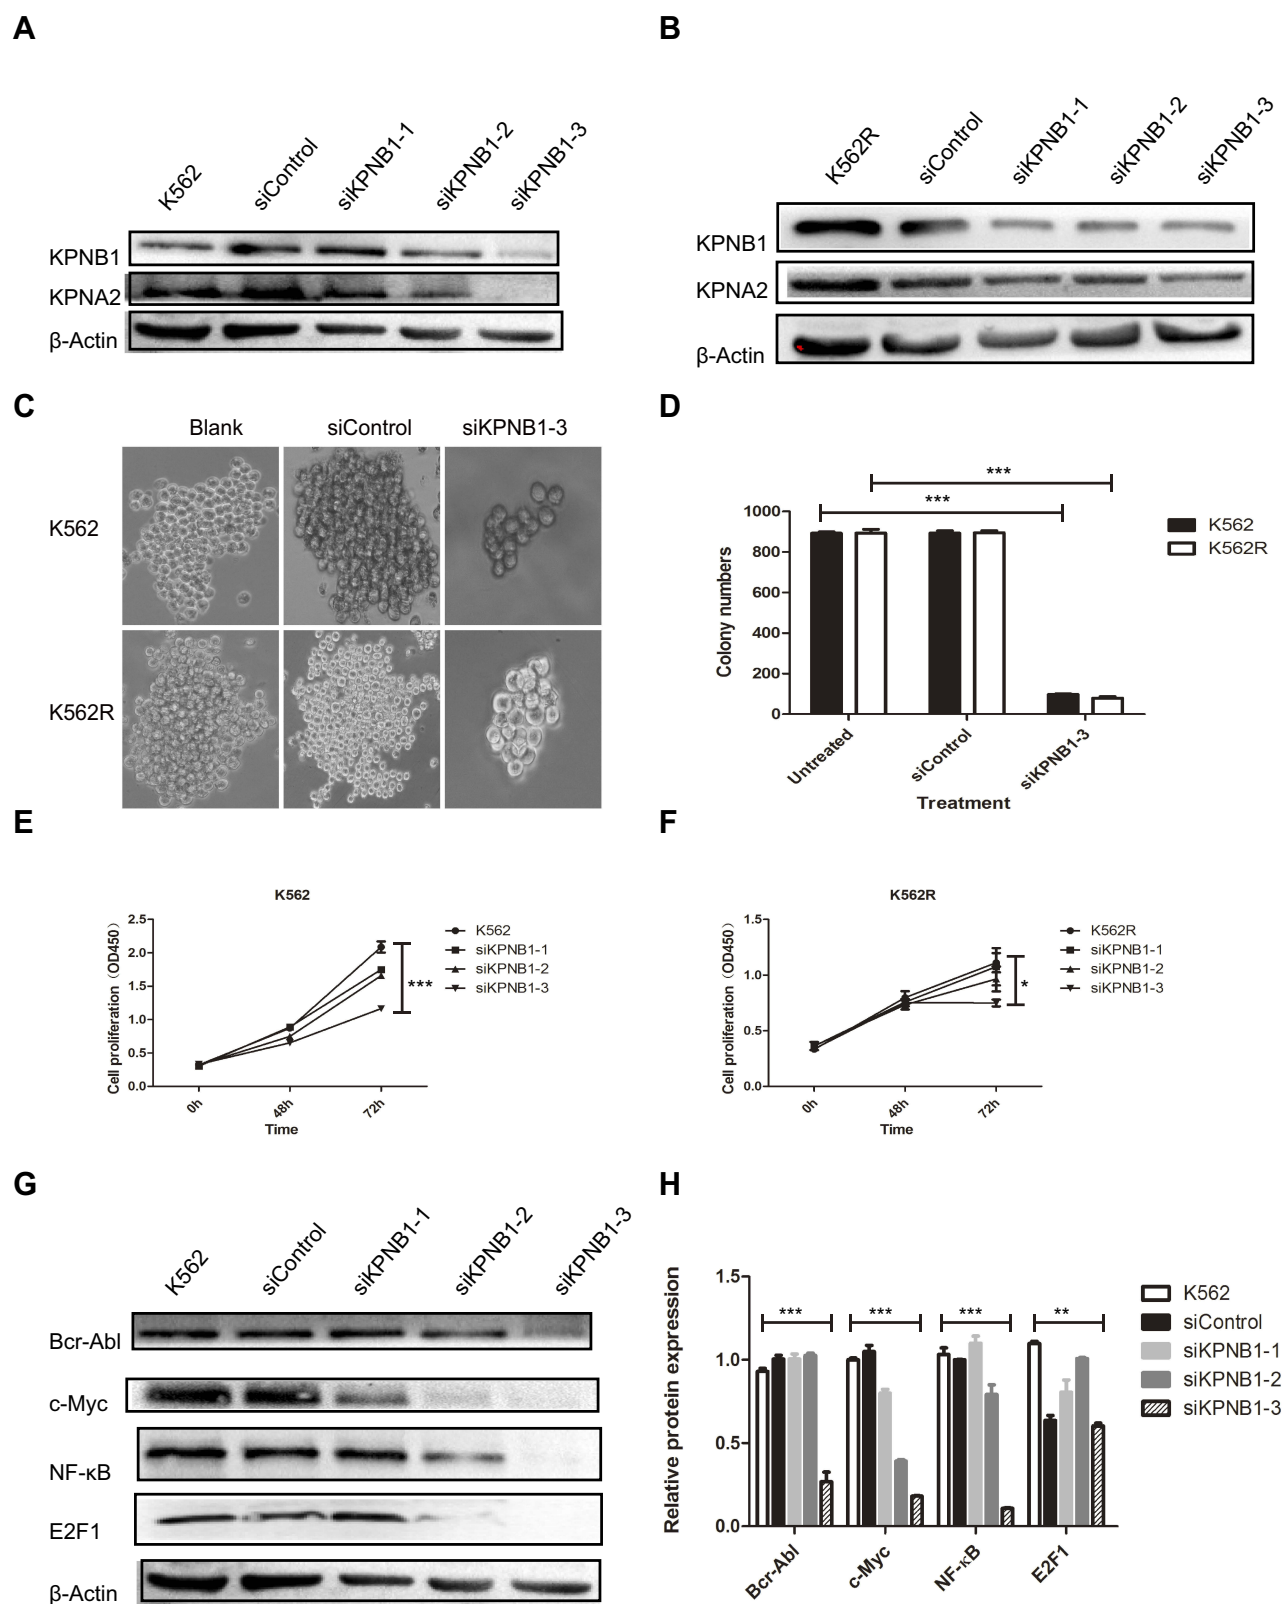 A
B
K562 siControl siKPNB1-1 siKPNB1-2 siKPNB1-3
KPNB1
KPNA2
β-Actin
K562R siControl siKPNB1-1 siKPNB1-2 siKPNB1-3
KPNB1
KPNA2
β-Actin
C
Blank siControl siKPNB1-3
K562
K562R
D
***
***
Colony numbers
1000
800
600
400
200
0
Untreated siControl siKPNB1-3
Treatment
K562
K562R
E
K562
Cell proliferation（OD450）
2.5
2.0
1.5
1.0
0.5
0.0
0h 48h 72h
Time
***
K562
siKPNB1-1
siKPNB1-2
siKPNB1-3
F
K562R
Cell proliferation（OD450）
1.5
1.0
0.5
0.0
0h 48h 72h
Time
*
K562R
siKPNB1-1
siKPNB1-2
siKPNB1-3
G
K562 siControl siKPNB1-1 siKPNB1-2 siKPNB1-3
Bcr-Abl
c-Myc
NF-κB
E2F1
β-Actin
H
Relative protein expression
1.5
1.0
0.5
0.0
*** *** *** **
Bcr-Abl c-Myc NF-κB E2F1
K562
siControl
siKPNB1-1
siKPNB1-2
siKPNB1-3